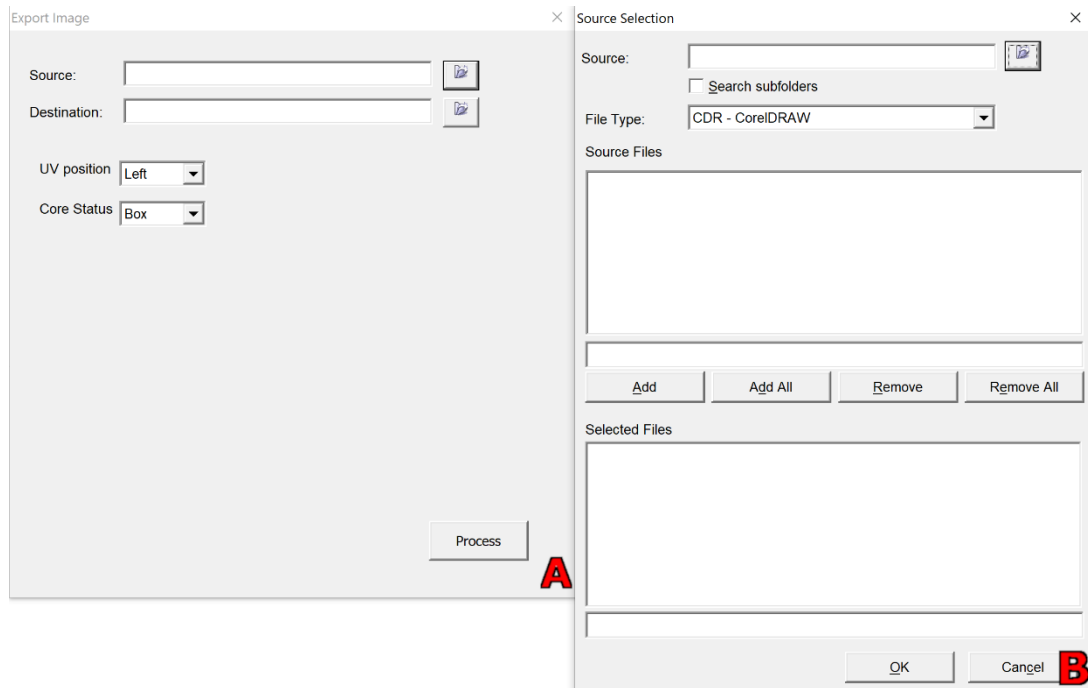 Export Image
Source:
Destination:
UV position Left
Core Status Box
Process
A
Source Selection
Source:
Search subfolders
File Type: CDR - CorelDRAW
Source Files
Add Add All Remove Remove All
Selected Files
OK Cancel
B